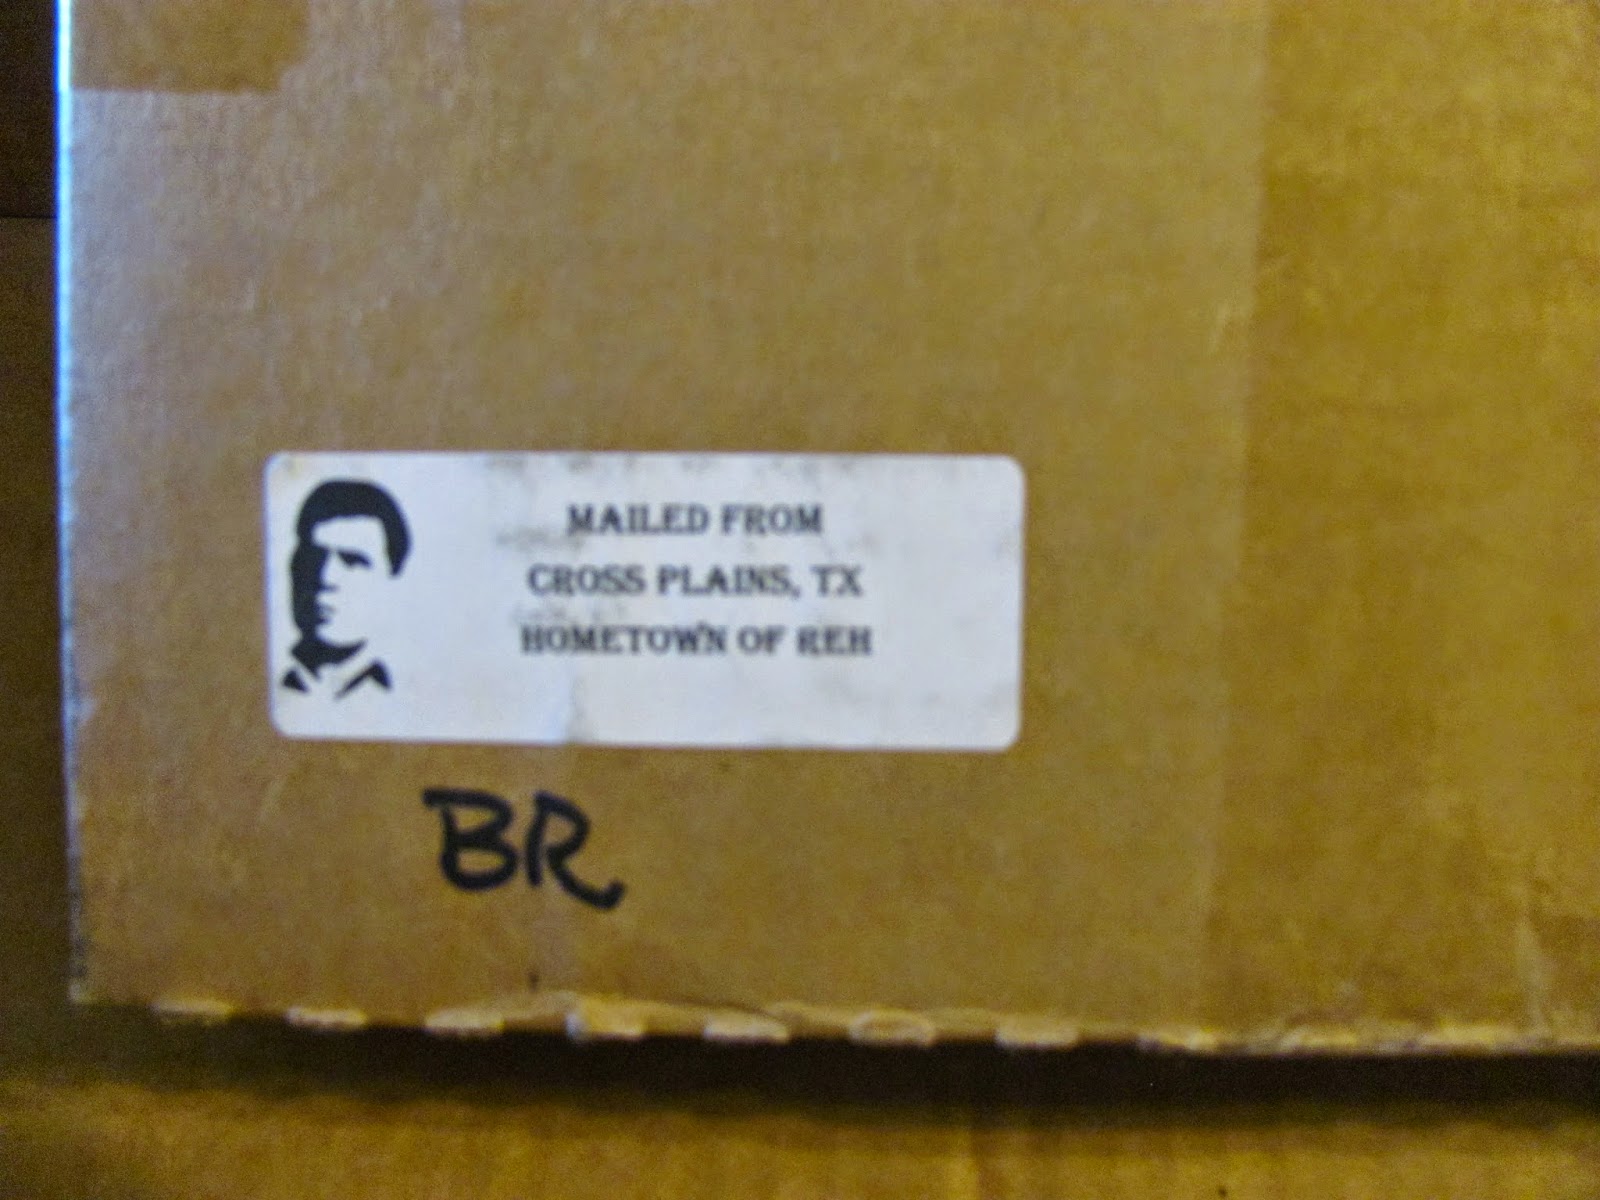 MAILED FROM
CROSS PLAINS, TX
HOMETOWN OF REH
BR